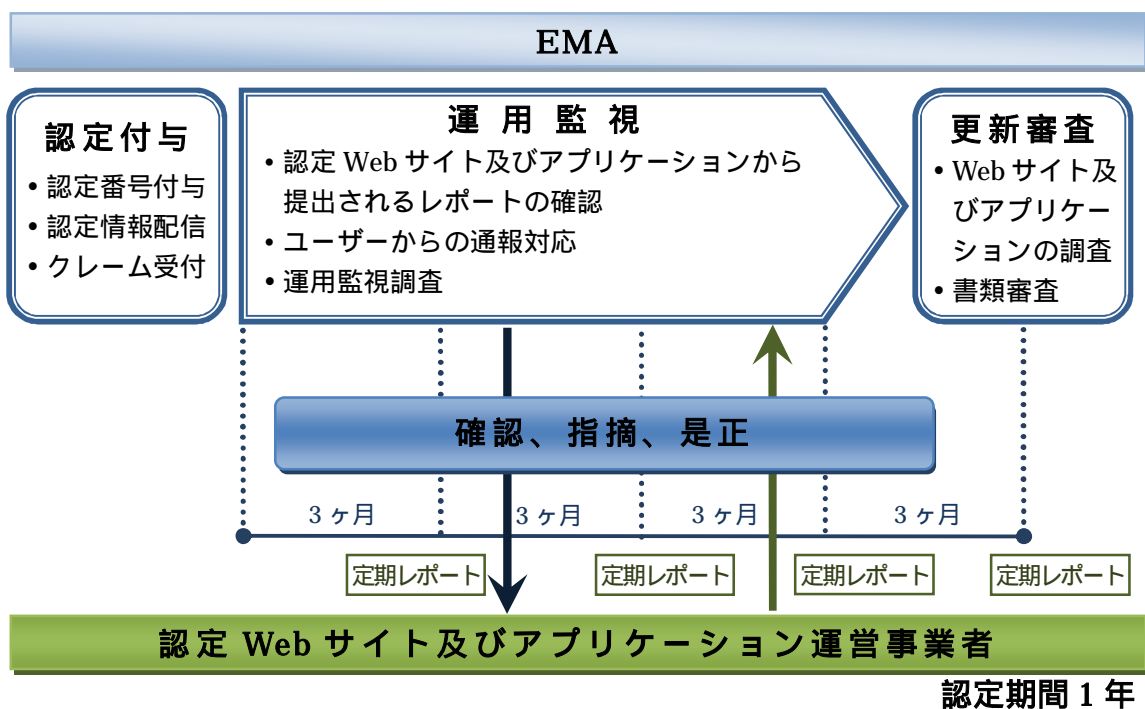 EMA
認定付与
• 認定番号付与
• 認定情報配信
• クレーム受付
運用監視
• 認定 Web サイト及びアプリケーションから
提出されるレポートの確認
• ユーザーからの通報対応
• 運用監視調査
更新審査
• Web サイト及
びアプリケー
ションの調査
• 書類審査
確認、指摘、是正
3 ヶ月
3 ヶ月
3 ヶ月
3 ヶ月
定期レポート
定期レポート
定期レポート
定期レポート
認定 Web サイト及びアプリケーション運営事業者
認定期間 1 年